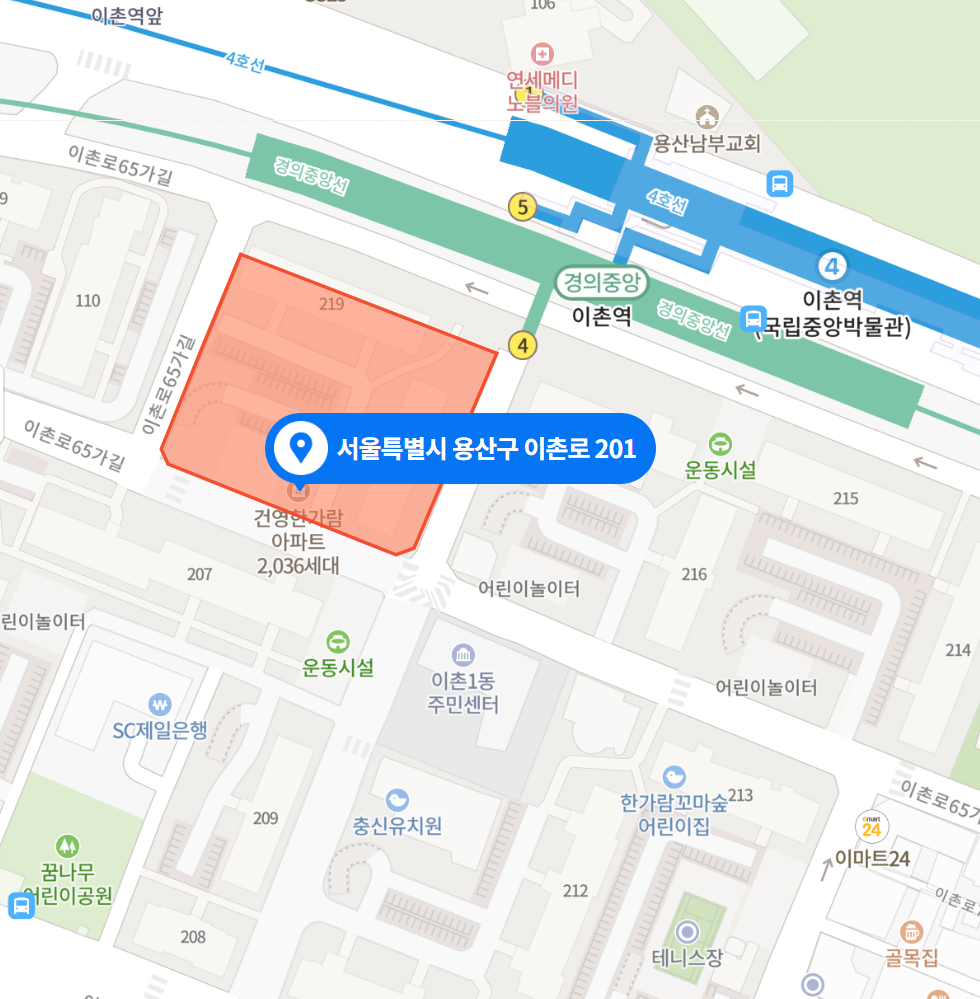 106
이촌역앞
4호선
연세메디
노블의원
용산남부교회
이촌로65가길
경의중앙선
4호선
5
4
경의중앙
이촌역
이촌역
(국립중앙박물관)
경의중앙선
110
219
4
이촌로65가길
이촌로65가길
서울특별시 용산구 이촌로 201
운동시설
215
건영한가람
아파트
2,036세대
207
216
어린이놀이터
린이놀이터
운동시설
이촌1동
주민센터
214
어린이놀이터
SC제일은행
209
충신유치원
한가람꼬마숲
어린이집
213
이촌로65가
24
이마트24
꿈나무
어린이공원
212
208
테니스장
이촌로
골목집